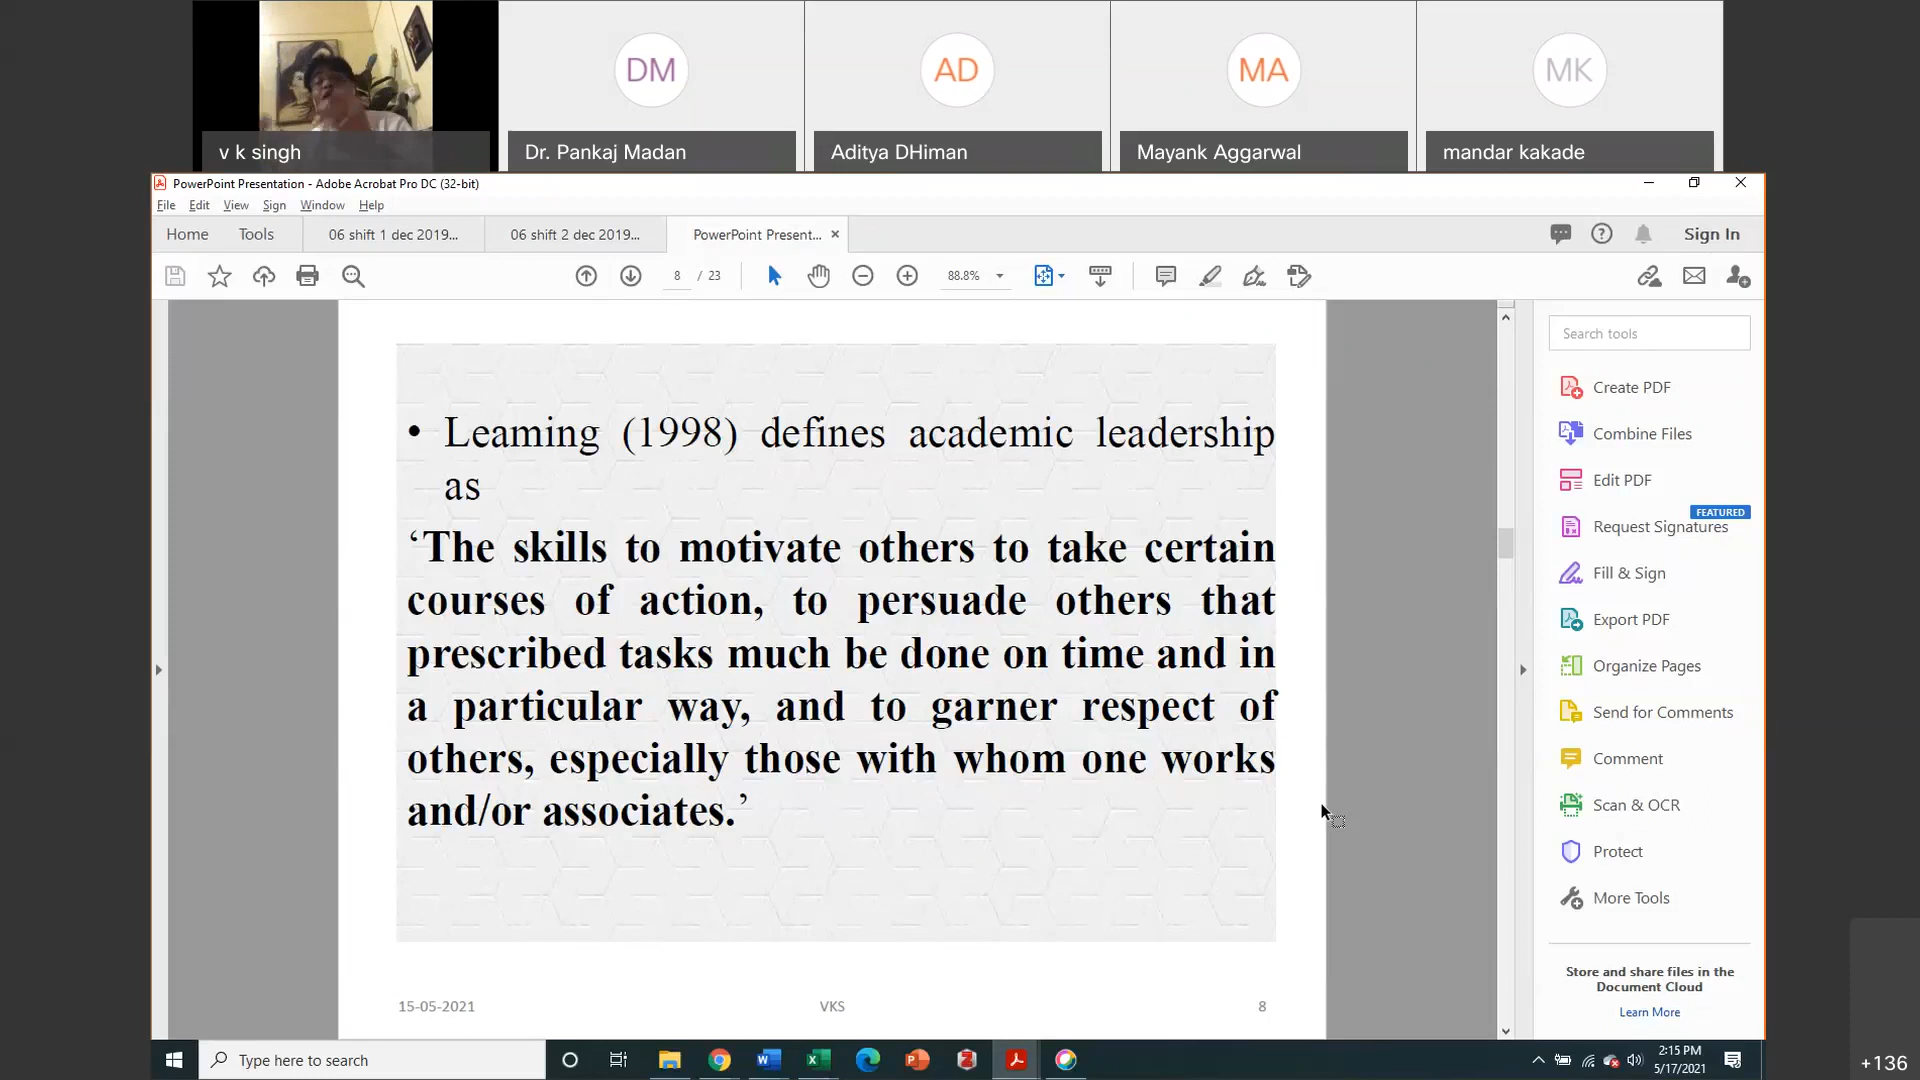 DM
AD
MA
MK
v k singh
Dr. Pankaj Madan
Aditya DHiman
Mayank Aggarwal
mandar kakade
PowerPoint Presentation - Adobe Acrobat Pro DC (32-bit)
File Edit View Sign Window Help
Home Tools 06 shift 1 dec 2019... 06 shift 2 dec 2019... PowerPoint Present... × Sign In
8 / 23 88.8%
• Leaming (1998) defines academic leadership
as
‘The skills to motivate others to take certain
courses of action, to persuade others that
prescribed tasks much be done on time and in
a particular way, and to garner respect of
others, especially those with whom one works
and/or associates.’
15-05-2021 VKS 8
Search tools
Create PDF
Combine Files
Edit PDF
FEATURED
Request Signatures
Fill & Sign
Export PDF
Organize Pages
Send for Comments
Comment
Scan & OCR
Protect
More Tools
Store and share files in the
Document Cloud
Learn More
Type here to search
2:15 PM
5/17/2021
+136